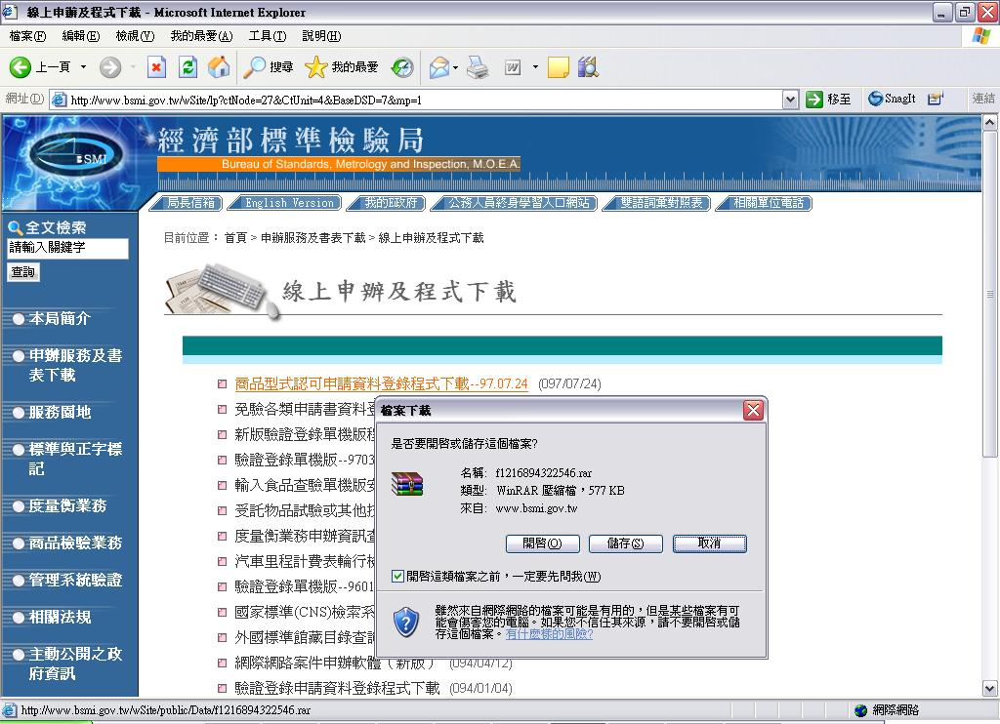 線上申辦及程式下載 - Microsoft Internet Explorer
檔案(F) 編輯(E) 檢視(V) 我的最愛(A) 工具(T) 說明(H)
上一頁 搜尋 我的最愛
網址(D) http://www.bsmi.gov.tw/wSite/lp?ctNode=27&CtUnit=4&BaseDSD=7&mp=1 移至 SnagIt 連結
BSMI
經濟部標準檢驗局
Bureau of Standards, Metrology and Inspection, M.O.E.A.
局長信箱 English Version 我的E政府 公務人員終身學習入口網站 雙語詞彙對照表 相關單位電話
全文檢索
請輸入關鍵字
查詢
本局簡介
申辦服務及書
表下載
服務園地
標準與正字標
記
度量衡業務
商品檢驗業務
管理系統驗證
相關法規
主動公開之政
府資訊
目前位置： 首頁 > 申辦服務及書表下載 > 線上申辦及程式下載
線上申辦及程式下載
商品型式認可申請資料登錄程式下載--97.07.24 (097/07/24)
免驗各類申請書資料登
新版驗證登錄單機版程
驗證登錄單機版--9703
輸入食品查驗單機版安
受託物品試驗或其他技
度量衡業務申辦資訊查
汽車里程計費表輪行檢
驗證登錄單機版--9601
國家標準(CNS)檢索系
外國標準館藏目錄查詢
網際網路案件申辦軟體（新版） (094/04/12)
驗證登錄申請資料登錄程式下載 (094/01/04)
檔案下載
是否要開啓或儲存這個檔案?
名稱: f1216894322546.rar
類型: WinRAR 壓縮檔，577 KB
來自: www.bsmi.gov.tw
開啓(O) 儲存(S) 取消
開啓這類檔案之前，一定要先問我(W)
雖然來自網際網路的檔案可能是有用的，但是某些檔案有可
能會傷害您的電腦。如果您不信任其來源，請不要開啓或儲
存這個檔案。有什麼樣的風險?
http://www.bsmi.gov.tw/wSite/public/Data/f1216894322546.rar 網際網路